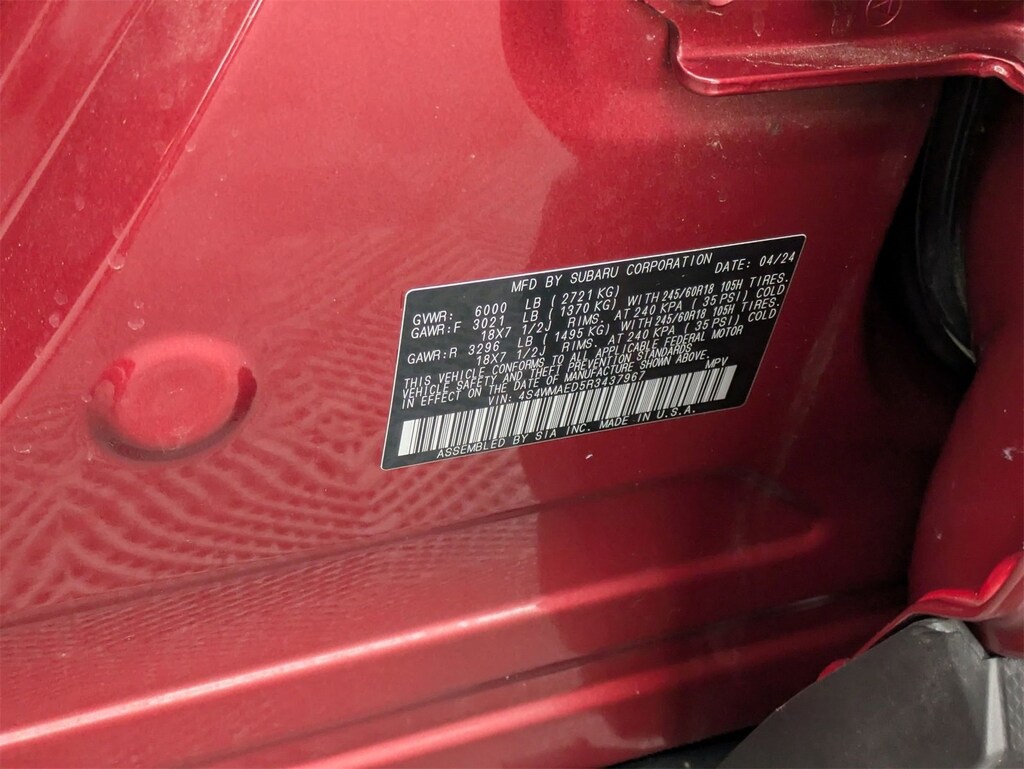 MFD BY SUBARU CORPORATION DATE: 04/24
GVWR: 6000 LB ( 2721 KG)
GAWR:F 3021 LB ( 1370 KG) WITH 245/60R18 105H TIRES.
18X7 1/2J RIMS. AT 240 KPA ( 35 PSI) COLD
GAWR:R 3296 LB ( 1495 KG) WITH 245/60R18 105H TIRES.
18X7 1/2J RIMS. AT 240 KPA ( 35 PSI) COLD
THIS VEHICLE CONFORMS TO ALL APPLICABLE FEDERAL MOTOR
VEHICLE SAFETY AND THEFT PREVENTION STANDARDS
IN EFFECT ON THE DATE OF MANUFACTURE SHOWN ABOVE.
VIN: 4S4WMAED5R3437967 MPV
ASSEMBLED BY SIA INC. MADE IN U.S.A.